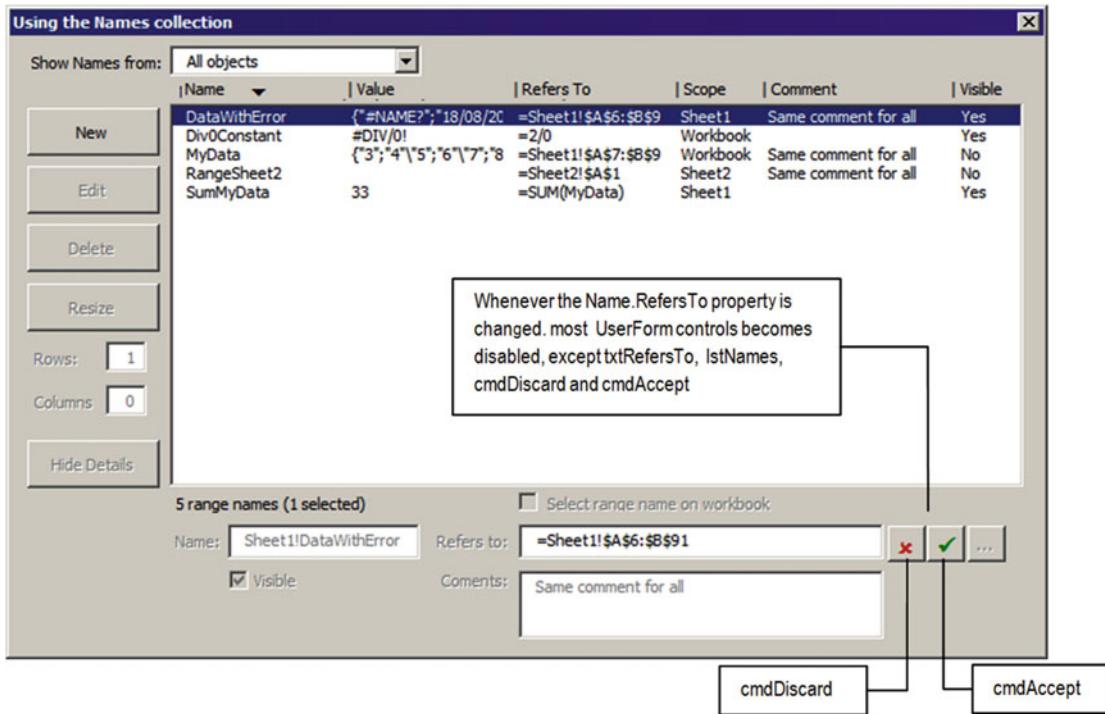 Using the Names collection
Show Names from: All objects
Name | Value | Refers To | Scope | Comment | Visible
New
Edit
Delete
Resize
Rows: 1
Columns 0
Hide Details
DataWithError {"#NAME?";"18/08/20 =Sheet1!$A$6:$B$9 Sheet1 Same comment for all Yes
Div0Constant #DIV/0! =2/0 Workbook Yes
MyData {"3";"4"\"5";"6"\"7";"8 =Sheet1!$A$7:$B$9 Workbook Same comment for all No
RangeSheet2 =Sheet2!$A$1 Sheet2 Same comment for all No
SumMyData 33 =SUM(MyData) Sheet1 Yes
Whenever the Name.RefersTo property is
changed. most UserForm controls becomes
disabled, except txtRefersTo, lstNames,
cmdDiscard and cmdAccept
5 range names (1 selected)
Select range name on workbook
Name: Sheet1!DataWithError Refers to: =Sheet1!$A$6:$B$91 ...
Visible Coments: Same comment for all
cmdDiscard
cmdAccept